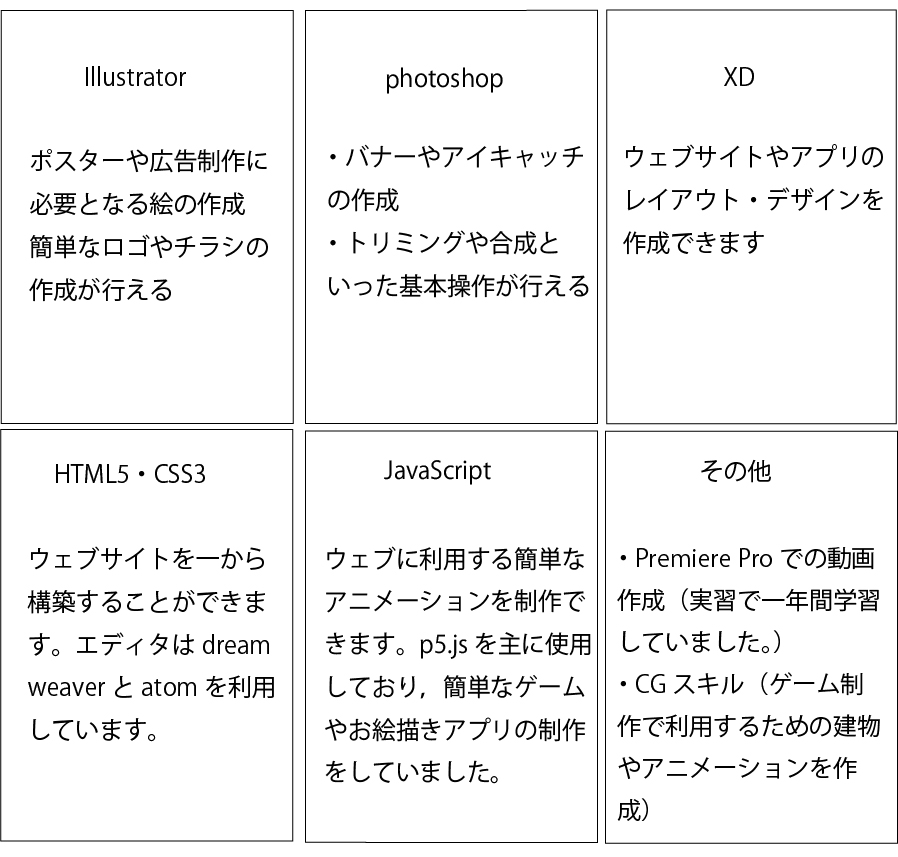 Illustrator
ポスターや広告制作に
必要となる絵の作成
簡単なロゴやチラシの
作成が行える
photoshop
・バナーやアイキャッチ
の作成
・トリミングや合成と
いった基本操作が行える
XD
ウェブサイトやアプリの
レイアウト・デザインを
作成できます
HTML5・CSS3
ウェブサイトを一から
構築することができま
す。エディタは dream
weaver と atom を利用
しています。
JavaScript
ウェブに利用する簡単な
アニメーションを制作で
きます。p5.js を主に使用
しており，簡単なゲーム
やお絵描きアプリの制作
をしていました。
その他
・Premiere Pro での動画
作成（実習で一年間学習
していました。）
・CG スキル（ゲーム制
作で利用するための建物
やアニメーションを作
成）